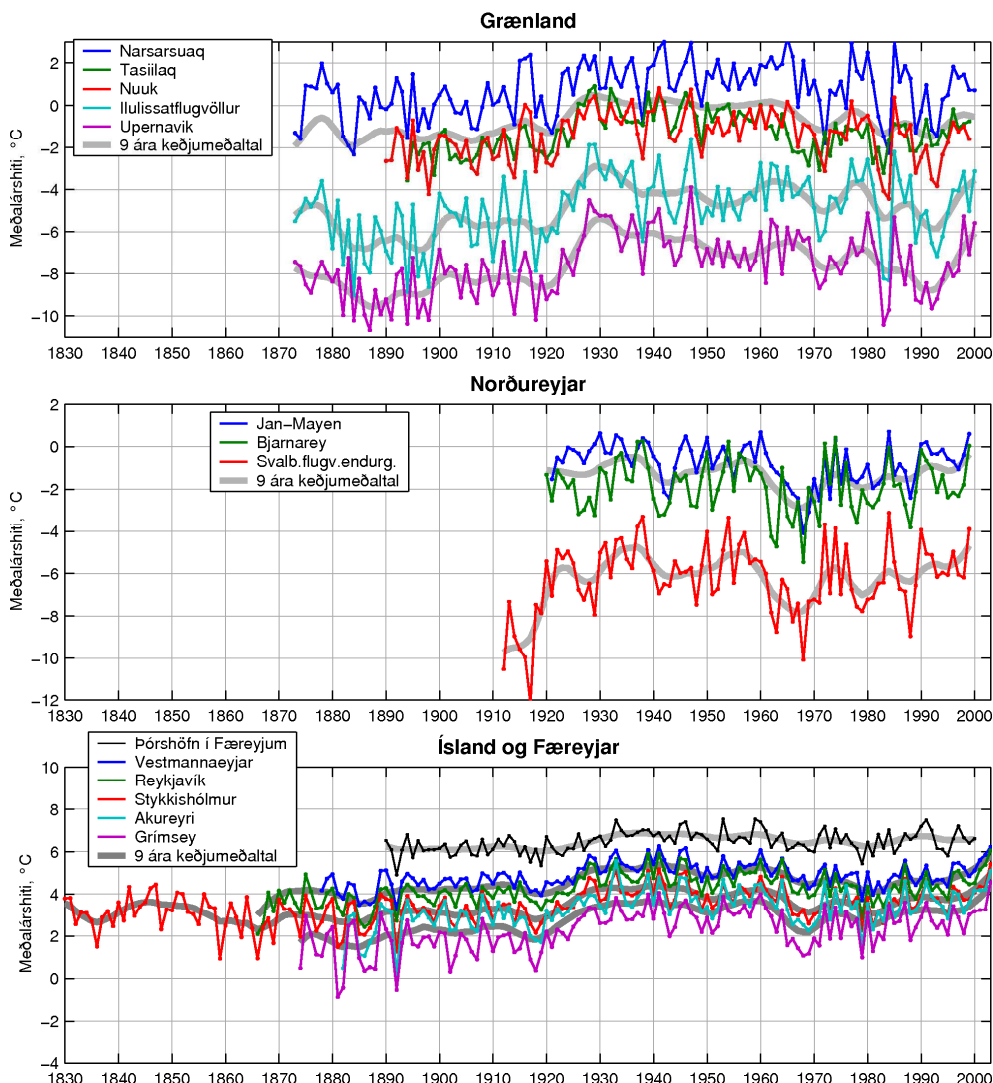 Grænland
Narsarsuaq
Tasiilaq
Nuuk
Ilulissatflugvöllur
Upernavik
9 ára keðjumeðaltal
Meðalárshiti, °C
2
0
−2
−4
−6
−8
−10
1830 1840 1850 1860 1870 1880 1890 1900 1910 1920 1930 1940 1950 1960 1970 1980 1990 2000
Norðureyjar
Jan−Mayen
Bjarnarey
Svalb.flugv.endurg.
9 ára keðjumeðaltal
Meðalárshiti, °C
2
0
−2
−4
−6
−8
−10
−12
1830 1840 1850 1860 1870 1880 1890 1900 1910 1920 1930 1940 1950 1960 1970 1980 1990 2000
Ísland og Færeyjar
Þórshöfn í Færeyjum
Vestmannaeyjar
Reykjavík
Stykkishólmur
Akureyri
Grímsey
9 ára keðjumeðaltal
Meðalárshiti, °C
10
8
6
4
2
0
−2
−4
1830 1840 1850 1860 1870 1880 1890 1900 1910 1920 1930 1940 1950 1960 1970 1980 1990 2000